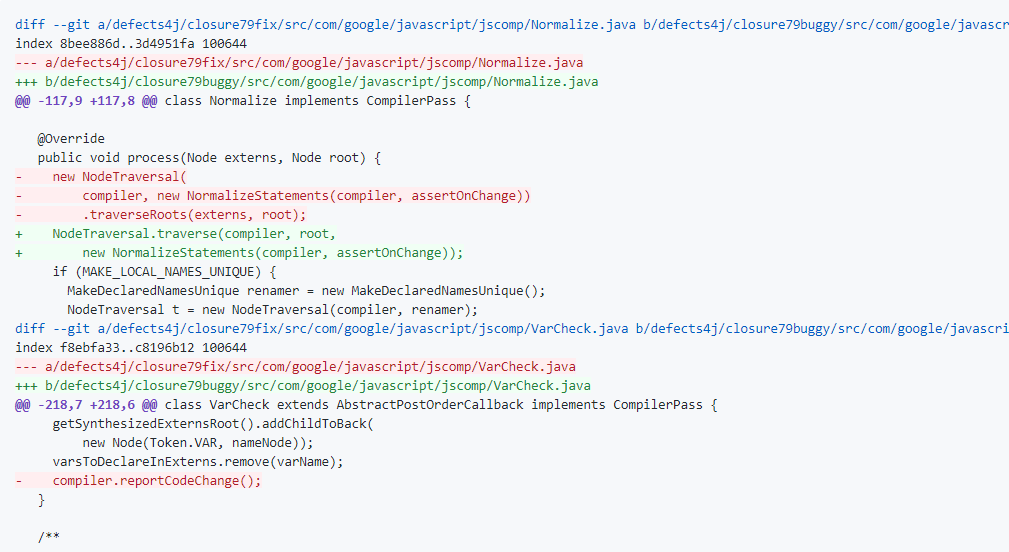 diff --git a/defects4j/closure79fix/src/com/google/javascript/jscomp/Normalize.java b/defects4j/closure79buggy/src/com/google/javascr
index 8bee886d..3d4951fa 100644
--- a/defects4j/closure79fix/src/com/google/javascript/jscomp/Normalize.java
+++ b/defects4j/closure79buggy/src/com/google/javascript/jscomp/Normalize.java
@@ -117,9 +117,8 @@ class Normalize implements CompilerPass {
@Override
public void process(Node externs, Node root) {
- new NodeTraversal(
- compiler, new NormalizeStatements(compiler, assertOnChange))
- .traverseRoots(externs, root);
+ NodeTraversal.traverse(compiler, root,
+ new NormalizeStatements(compiler, assertOnChange));
if (MAKE_LOCAL_NAMES_UNIQUE) {
MakeDeclaredNamesUnique renamer = new MakeDeclaredNamesUnique();
NodeTraversal t = new NodeTraversal(compiler, renamer);
diff --git a/defects4j/closure79fix/src/com/google/javascript/jscomp/VarCheck.java b/defects4j/closure79buggy/src/com/google/javascri
index f8ebfa33..c8196b12 100644
--- a/defects4j/closure79fix/src/com/google/javascript/jscomp/VarCheck.java
+++ b/defects4j/closure79buggy/src/com/google/javascript/jscomp/VarCheck.java
@@ -218,7 +218,6 @@ class VarCheck extends AbstractPostOrderCallback implements CompilerPass {
getSynthesizedExternsRoot().addChildToBack(
new Node(Token.VAR, nameNode));
varsToDeclareInExterns.remove(varName);
- compiler.reportCodeChange();
}
/**